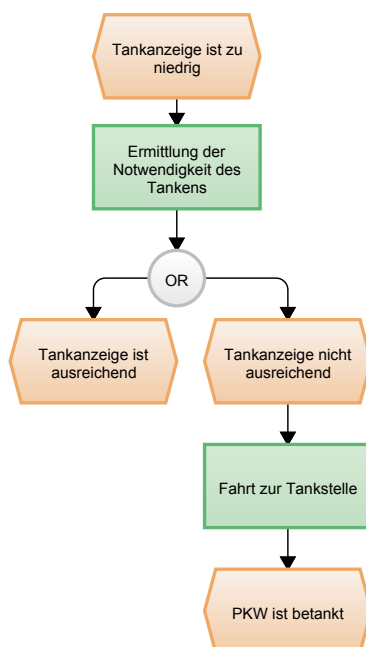 Tankanzeige ist zu
niedrig
Ermittlung der
Notwendigkeit des
Tankens
OR
Tankanzeige ist
ausreichend
Tankanzeige nicht
ausreichend
Fahrt zur Tankstelle
PKW ist betankt